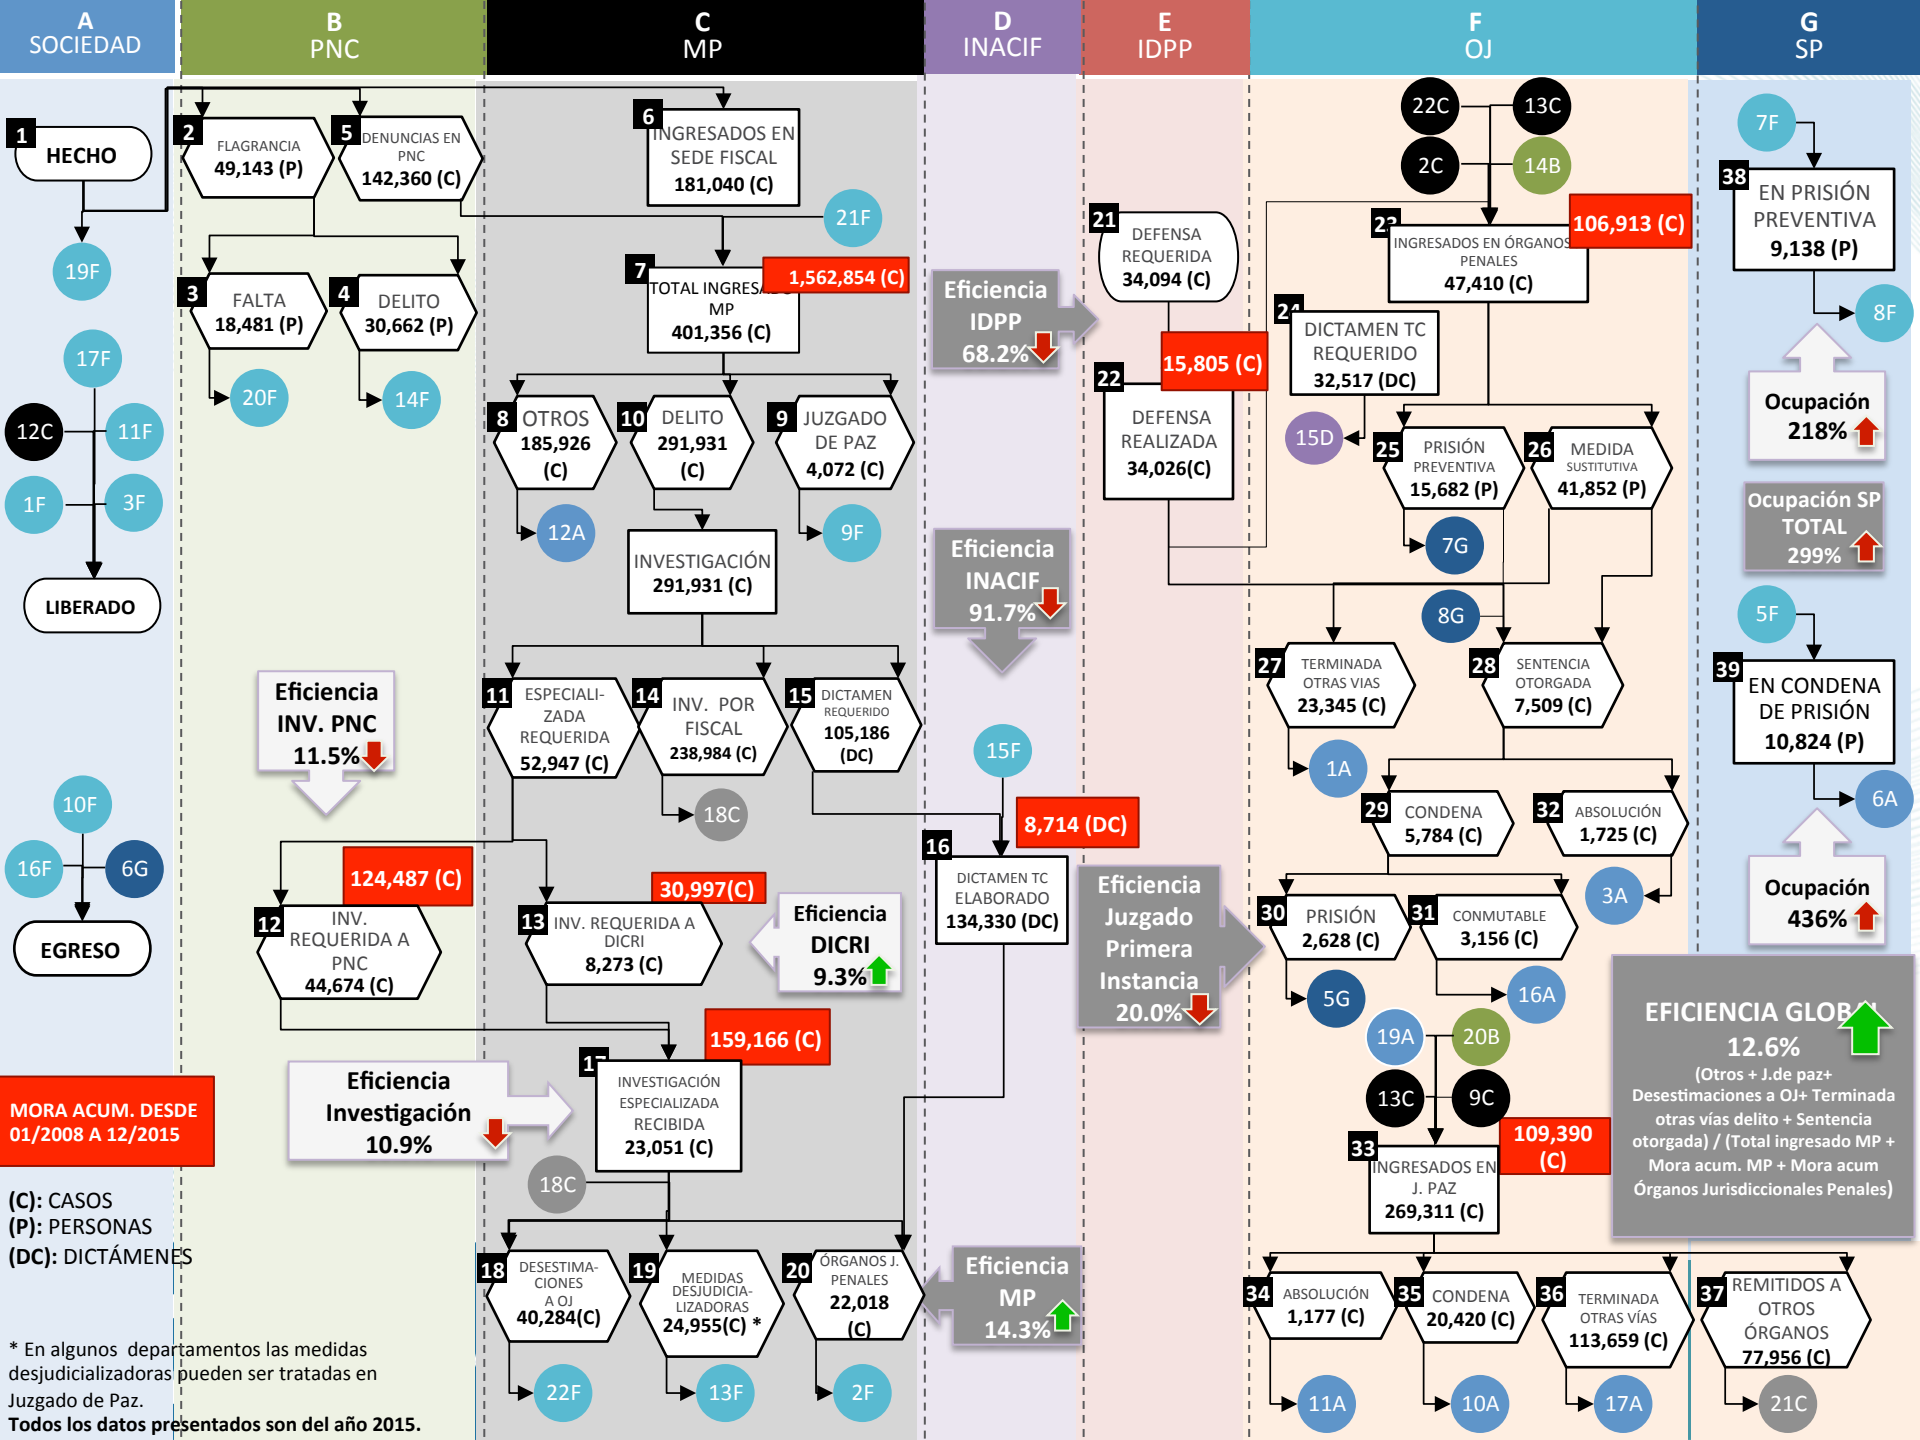 A
SOCIEDAD
B
PNC
C
MP
D
INACIF
E
IDPP
F
OJ
G
SP
1
HECHO
19F
17F
12C
11F
1F
3F
LIBERADO
10F
16F
6G
EGRESO
MORA ACUM. DESDE
01/2008 A 12/2015
(C): CASOS
(P): PERSONAS
(DC): DICTÁMENES
* En algunos departamentos las medidas
desjudicializadoras pueden ser tratadas en
Juzgado de Paz.
Todos los datos presentados son del año 2015.
2
FLAGRANCIA
49,143 (P)
5
DENUNCIAS EN
PNC
142,360 (C)
3
FALTA
18,481 (P)
4
DELITO
30,662 (P)
20F
14F
Eficiencia
INV. PNC
11.5%
124,487 (C)
12
INV.
REQUERIDA A
PNC
44,674 (C)
Eficiencia
Investigación
10.9%
6
INGRESADOS EN
SEDE FISCAL
181,040 (C)
21F
7
1,562,854 (C)
TOTAL INGRESADO
MP
401,356 (C)
8
OTROS
185,926
(C)
10
DELITO
291,931
(C)
9
JUZGADO
DE PAZ
4,072 (C)
12A
9F
INVESTIGACIÓN
291,931 (C)
11
ESPECIALI-
ZADA
REQUERIDA
52,947 (C)
14
INV. POR
FISCAL
238,984 (C)
15
DICTAMEN
REQUERIDO
105,186
(DC)
18C
30,997(C)
13
INV. REQUERIDA A
DICRI
8,273 (C)
Eficiencia
DICRI
9.3%
159,166 (C)
17
INVESTIGACIÓN
ESPECIALIZADA
RECIBIDA
23,051 (C)
18C
18
DESESTIMA-
CIONES
A OJ
40,284(C)
19
MEDIDAS
DESJUDICIA-
LIZADORAS
24,955(C) *
20
ÓRGANOS J.
PENALES
22,018
(C)
22F
13F
2F
Eficiencia
IDPP
68.2%
Eficiencia
INACIF
91.7%
15F
8,714 (DC)
16
DICTAMEN TC
ELABORADO
134,330 (DC)
Eficiencia
MP
14.3%
21
DEFENSA
REQUERIDA
34,094 (C)
15,805 (C)
22
DEFENSA
REALIZADA
34,026(C)
Eficiencia
Juzgado
Primera
Instancia
20.0%
22C
13C
2C
14B
23
106,913 (C)
INGRESADOS EN ÓRGANOS
PENALES
47,410 (C)
24
DICTAMEN TC
REQUERIDO
32,517 (DC)
15D
25
PRISIÓN
PREVENTIVA
15,682 (P)
26
MEDIDA
SUSTITUTIVA
41,852 (P)
7G
8G
27
TERMINADA
OTRAS VIAS
23,345 (C)
28
SENTENCIA
OTORGADA
7,509 (C)
1A
29
CONDENA
5,784 (C)
32
ABSOLUCIÓN
1,725 (C)
3A
30
PRISIÓN
2,628 (C)
31
CONMUTABLE
3,156 (C)
5G
16A
19A
20B
13C
9C
109,390
(C)
33
INGRESADOS EN
J. PAZ
269,311 (C)
34
ABSOLUCIÓN
1,177 (C)
35
CONDENA
20,420 (C)
36
TERMINADA
OTRAS VÍAS
113,659 (C)
37
REMITIDOS A
OTROS
ÓRGANOS
77,956 (C)
11A
10A
17A
21C
7F
38
EN PRISIÓN
PREVENTIVA
9,138 (P)
8F
Ocupación
218%
Ocupación SP
TOTAL
299%
5F
39
EN CONDENA
DE PRISIÓN
10,824 (P)
6A
Ocupación
436%
EFICIENCIA GLOBAL
12.6%
(Otros + J.de paz+
Desestimaciones a OJ+ Terminada
otras vías delito + Sentencia
otorgada) / (Total ingresado MP +
Mora acum. MP + Mora acum
Órganos Jurisdiccionales Penales)